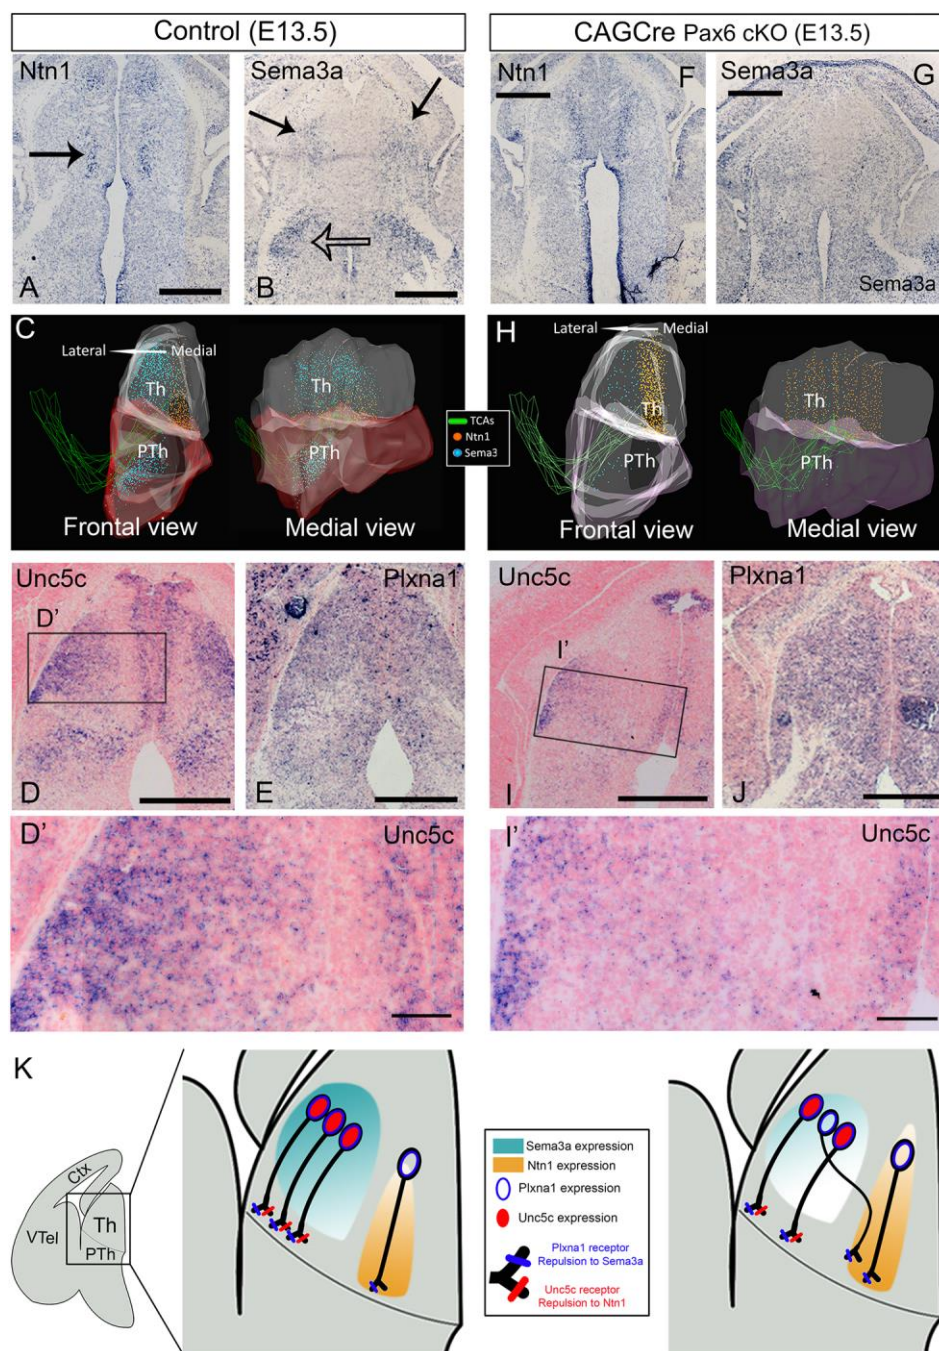 Control (E13.5)
CAGCre Pax6 cKO (E13.5)
Ntn1
Sema3a
Ntn1
F
Sema3a
G
A
B
Sema3a
C
Lateral
Medial
Th
PTh
Frontal view
Th
PTh
Medial view
TCAs
Ntn1
Sema3
H
Lateral
Medial
Th
PTh
Frontal view
Th
PTh
Medial view
Unc5c
D'
D
Plxna1
E
Unc5c
I'
I
Plxna1
J
D'
Unc5c
I'
Unc5c
K
Ctx
VTel
Th
PTh
Sema3a expression
Ntn1 expression
Plxna1 expression
Unc5c expression
Plxna1 receptor
Repulsion to Sema3a
Unc5c receptor
Repulsion to Ntn1